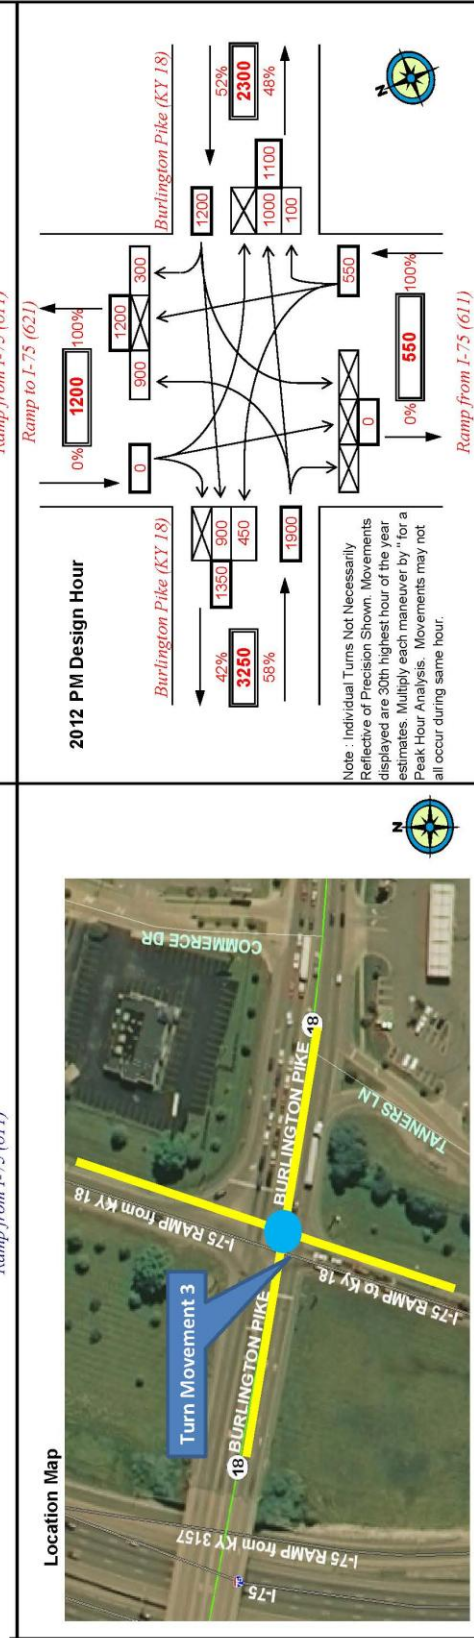 Location Map
Turn Movement 3
I-75
I-75 RAMP from KY 3157
18
BURLINGTON PIKE
I-75 RAMP from KY 18
I-75 RAMP to Ky 18
BURLINGTON PIKE
18
COMMERCE DR
TANNERS LN
N
Ramp from I-75 (611)
Ramp from I-75 (611)
2012 PM Design Hour
Ramp to I-75 (621)
0% 1200 100%
0
1200
900 300
Burlington Pike (KY 18)
42%
3250
58%
1350
900
450
1900
Burlington Pike (KY 18)
52%
2300
48%
1200
1100
1000
100
0
550
0% 550 100%
Ramp from I-75 (611)
Note : Individual Turns Not Necessarily
Reflective of Precision Shown. Movements
displayed are 30th highest hour of the year
estimates. Multiply each maneuver by " for a
Peak Hour Analysis. Movements may not
all occur during same hour.
N